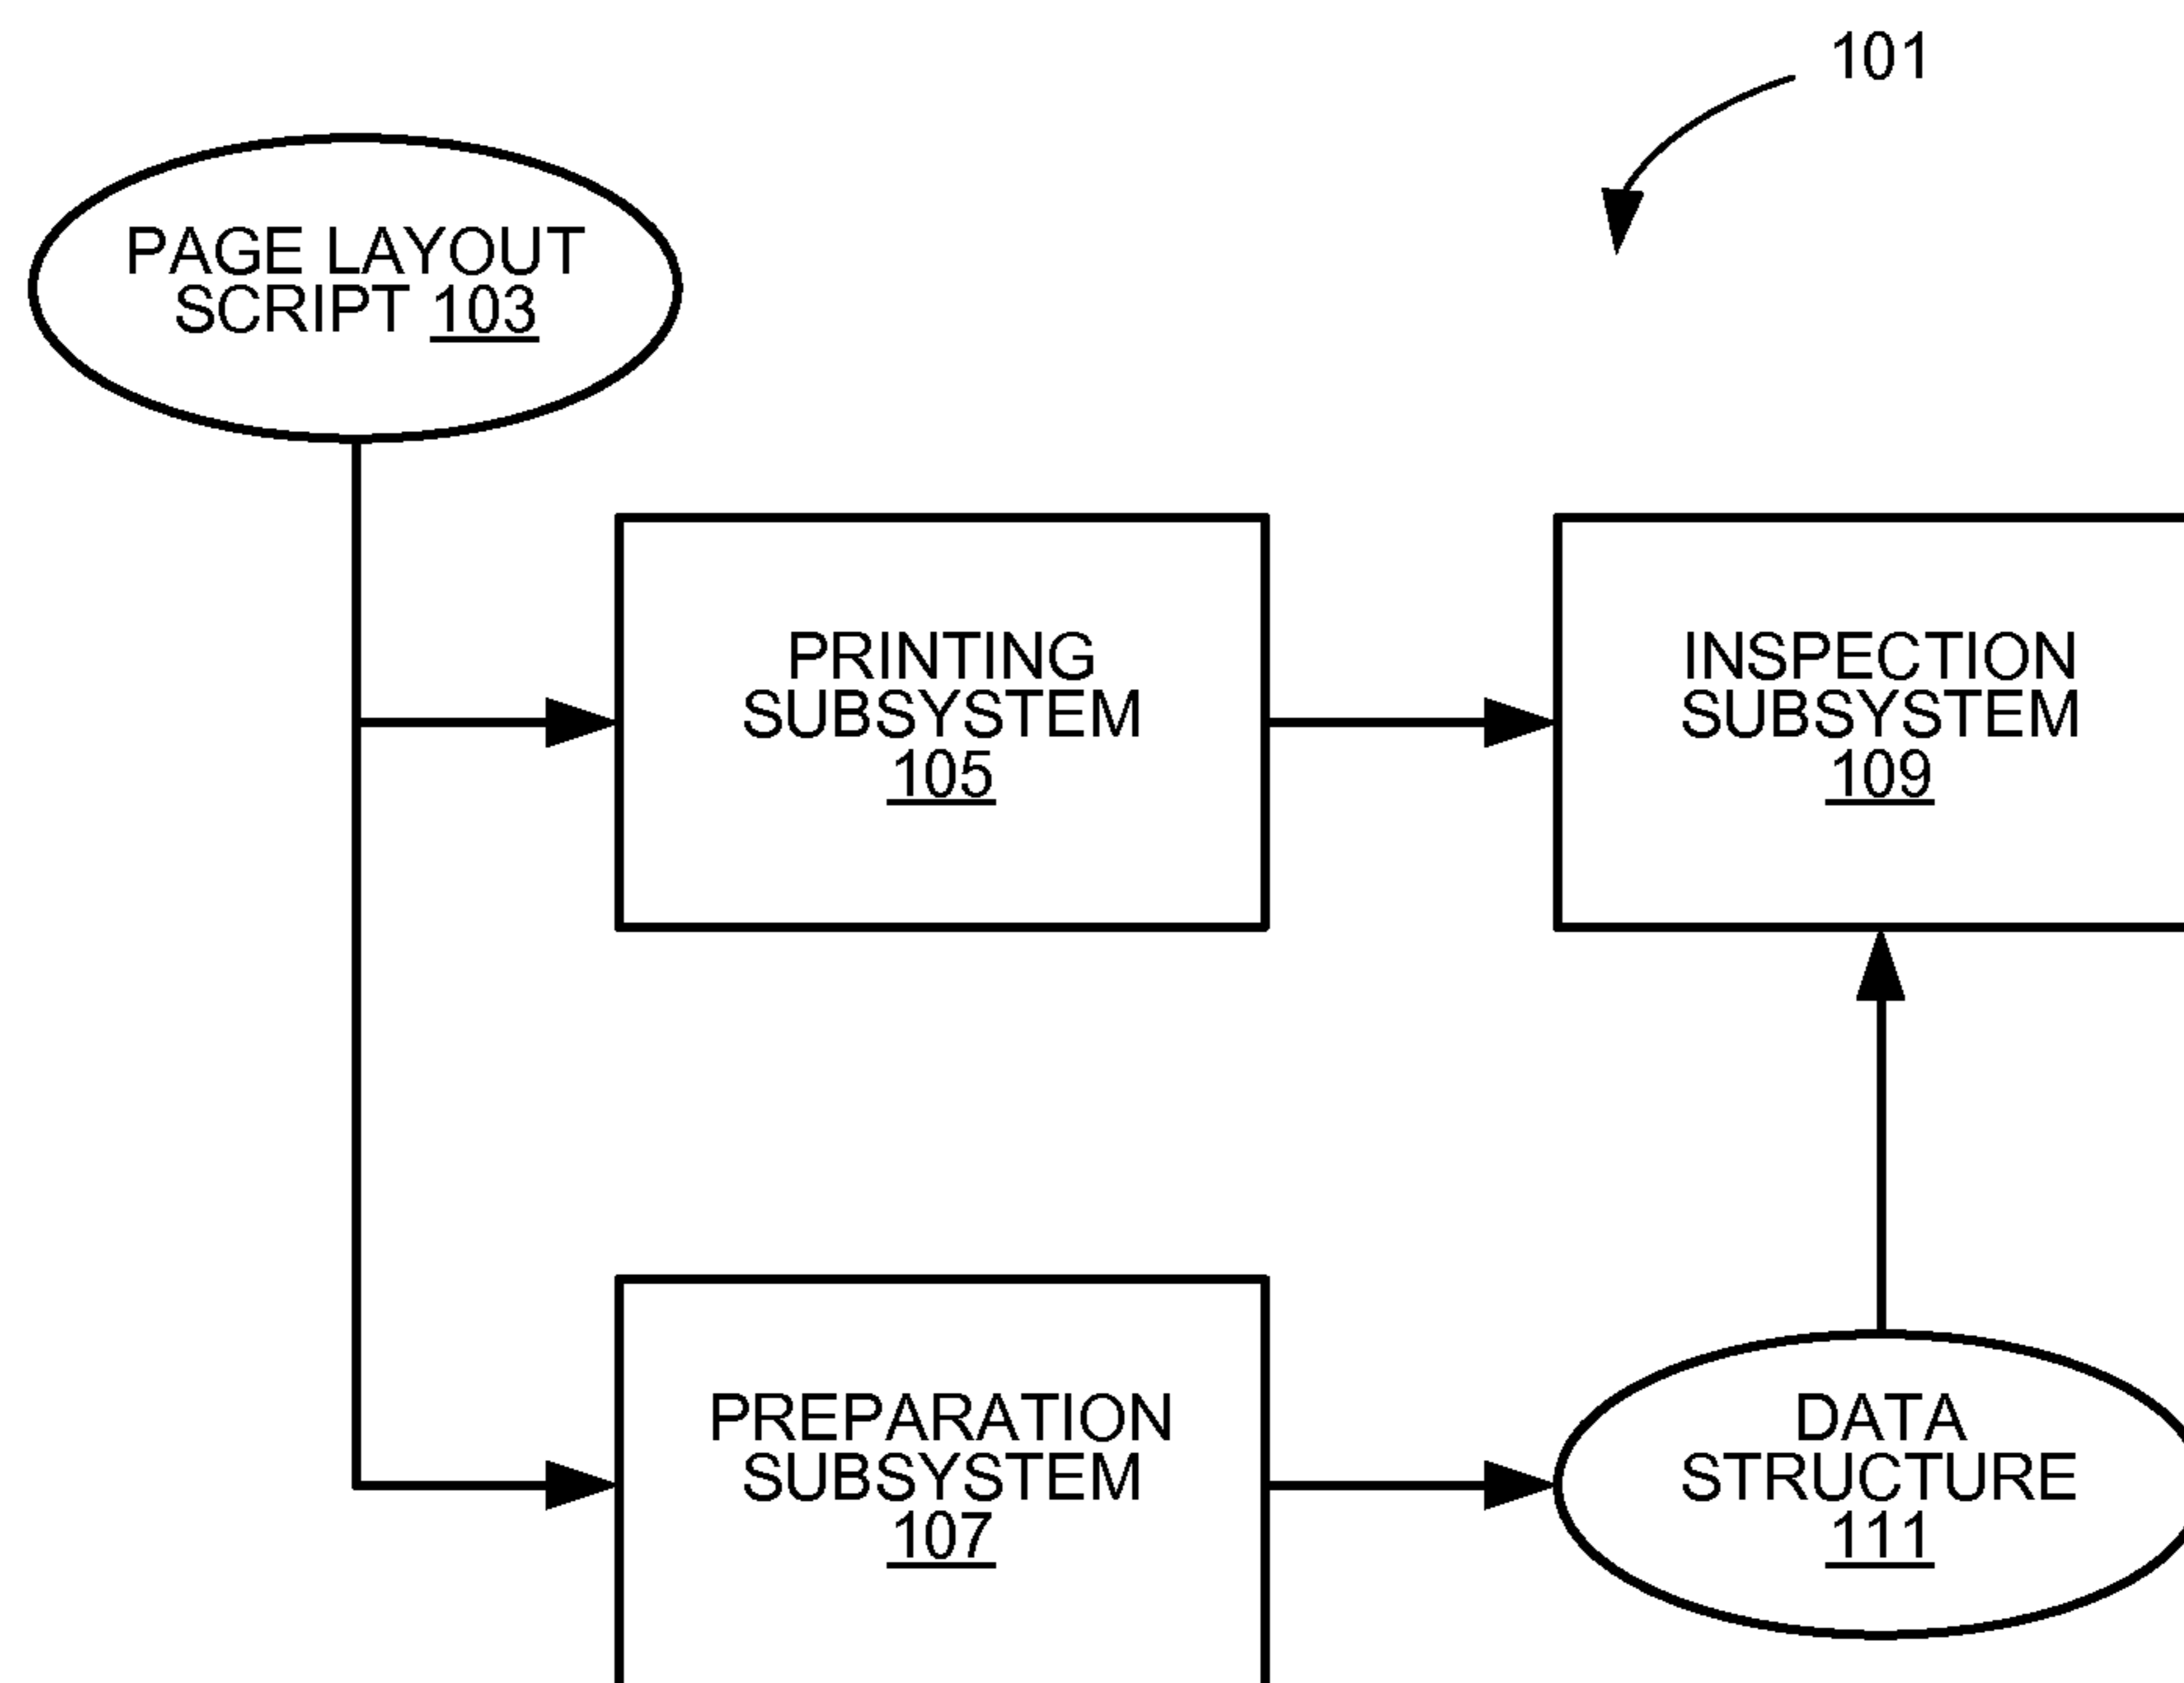 101
PAGE LAYOUT
SCRIPT 103
PRINTING
SUBSYSTEM
105
INSPECTION
SUBSYSTEM
109
PREPARATION
SUBSYSTEM
107
DATA
STRUCTURE
111